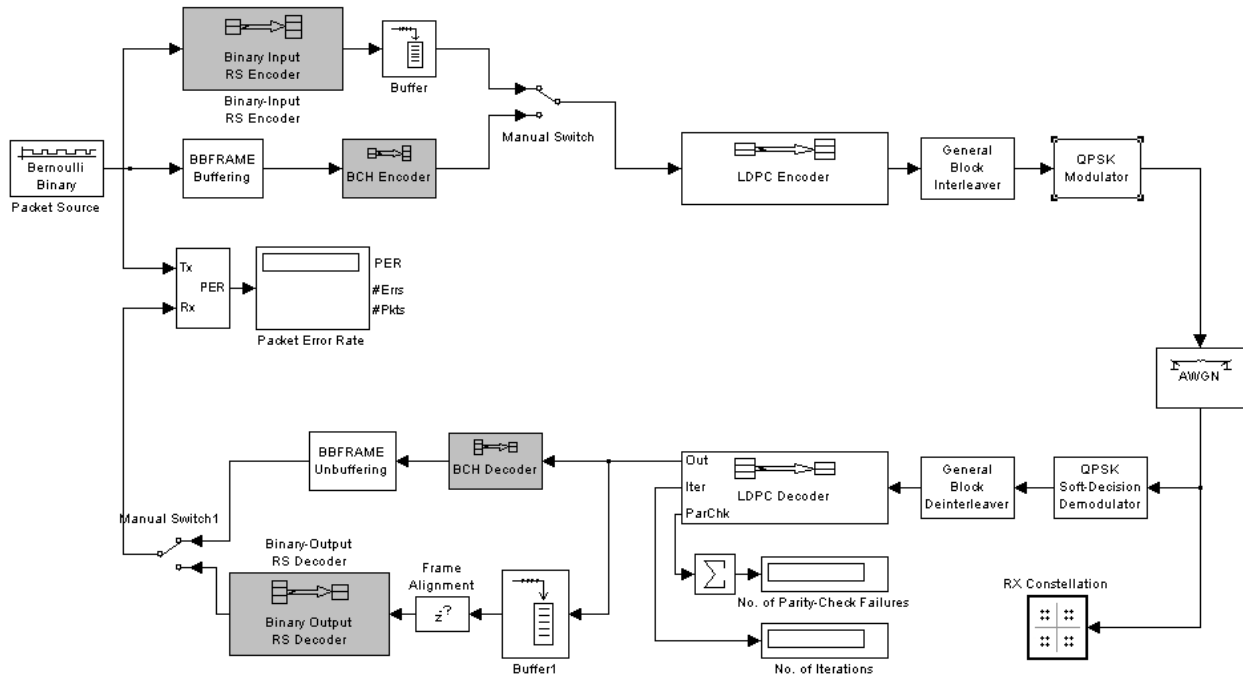 Binary Input
RS Encoder
Binary-Input
RS Encoder
Buffer
Manual Switch
Bernoulli
Binary
Packet Source
BBFRAME
Buffering
BCH Encoder
LDPC Encoder
General
Block
Interleaver
QPSK
Modulator
Tx
Rx
PER
PER
#Errs
#Pkts
Packet Error Rate
AWGN
BBFRAME
Unbuffering
BCH Decoder
Out
Iter
ParChk
LDPC Decoder
General
Block
Deinterleaver
QPSK
Soft-Decision
Demodulator
Manual Switch1
Binary-Output
RS Decoder
Binary Output
RS Decoder
Frame
Alignment
z-?
Buffer1
Σ
No. of Parity-Check Failures
No. of Iterations
RX Constellation